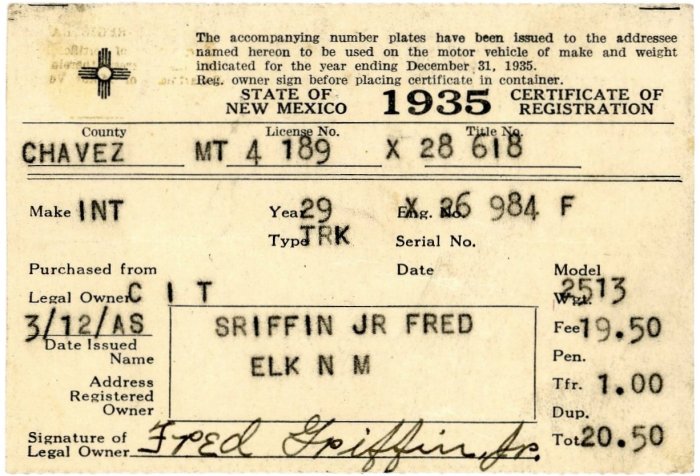 The accompanying number plates have been issued to the addressee
named hereon to be used on the motor vehicle of make and weight
indicated for the year ending December 31, 1935.
Reg. owner sign before placing certificate in container.
STATE OF NEW MEXICO 1935 CERTIFICATE OF REGISTRATION
County License No. Title No.
CHAVEZ MT 4 189 X 28 618
Make INT Year 29 Eng. No. X 26 984 F
Type TRK Serial No.
Purchased from Date Model
Legal Owner C I T Wgt. 2513
3/12/AS SRIFFIN JR FRED Fee 19.50
Date Issued
Name ELK N M Pen.
Address Tfr. 1.00
Registered Owner Dup.
Signature of Legal Owner Fred Griffin, Jr. Tot 20.50